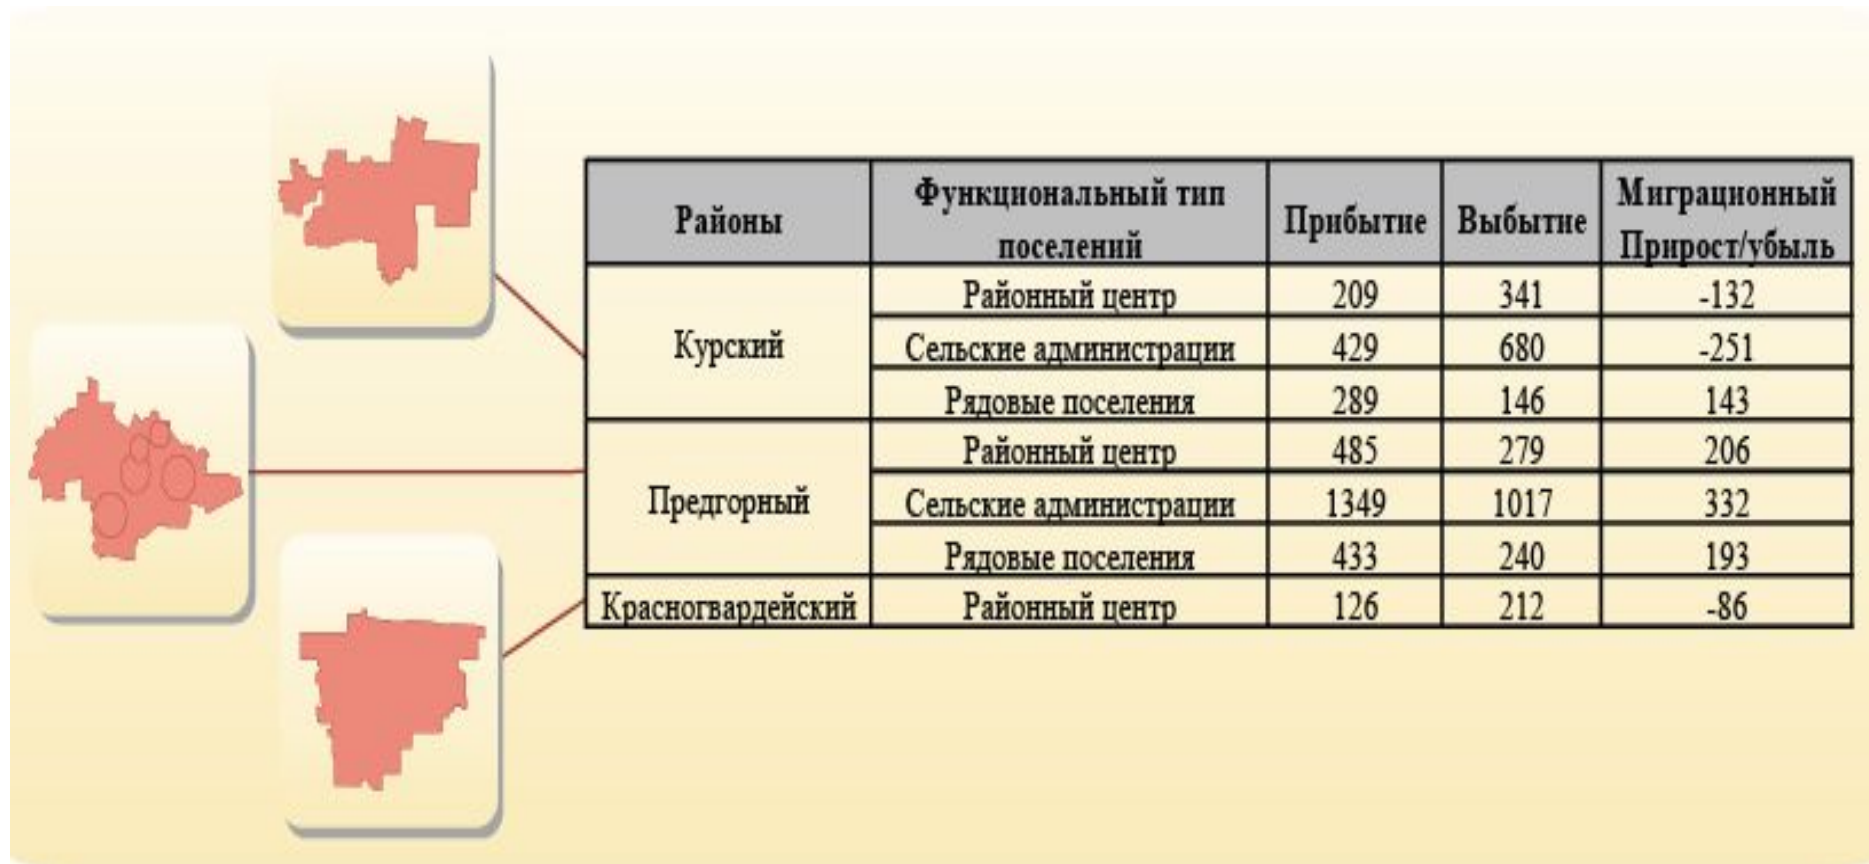 Районы Функциональный тип поселений Прибытие Выбытие Миграционный Прирост/убыль
Курский Районный центр 209 341 -132
Сельские администрации 429 680 -251
Рядовые поселения 289 146 143
Предгорный Районный центр 485 279 206
Сельские администрации 1349 1017 332
Рядовые поселения 433 240 193
Красногвардейский Районный центр 126 212 -86